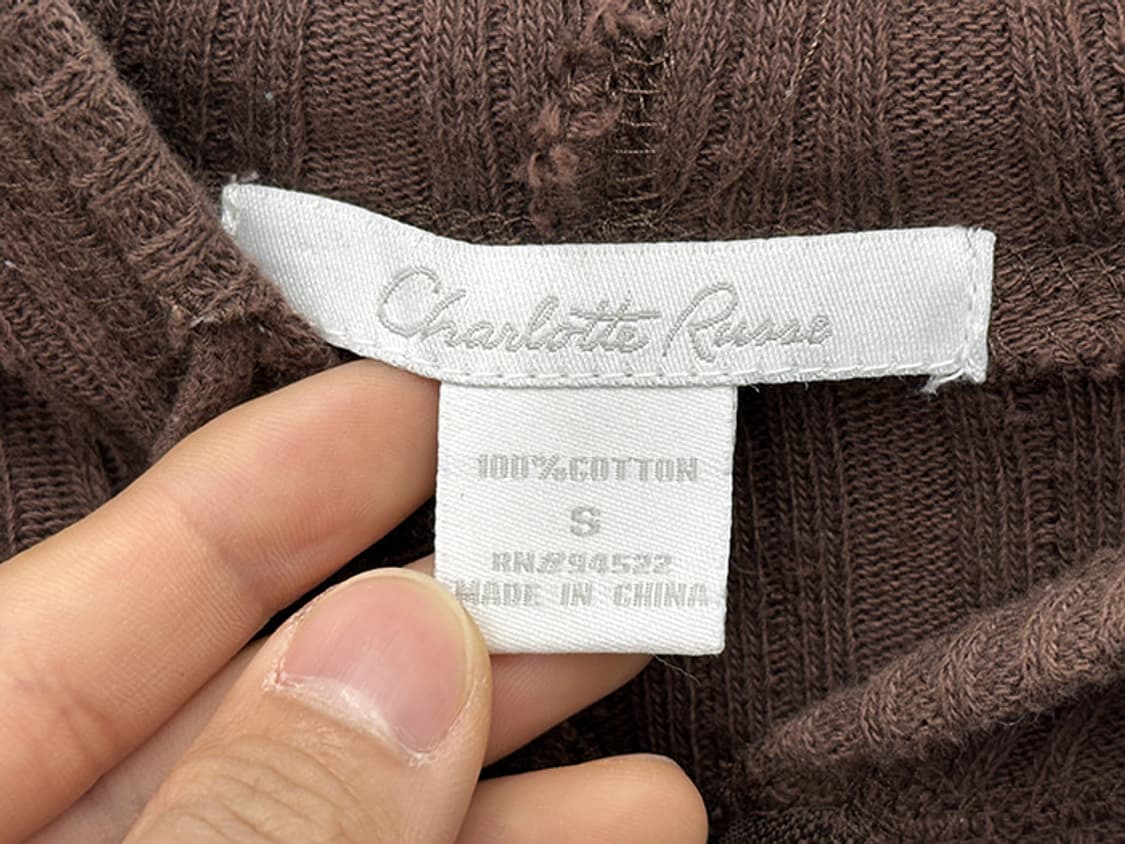 Charlotte Russe
100%COTTON
S
RN#94522
MADE IN CHINA